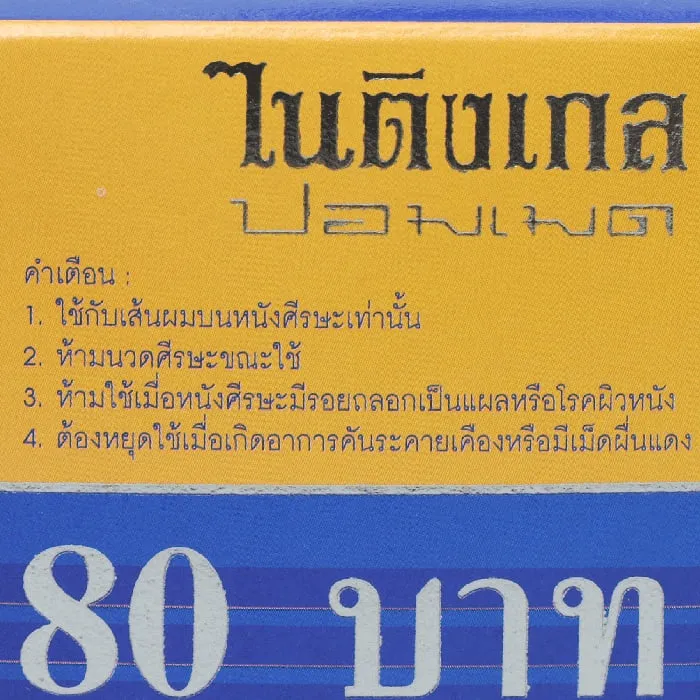 ไนติงเกล
ปอมเมด
คำเตือน :
1. ใช้กับเส้นผมบนหนังศีรษะเท่านั้น
2. ห้ามนวดศีรษะขณะใช้
3. ห้ามใช้เมื่อหนังศีรษะมีรอยถลอกเป็นแผลหรือโรคผิวหนัง
4. ต้องหยุดใช้เมื่อเกิดอาการคันระคายเคืองหรือมีเม็ดผื่นแดง
80 บาท